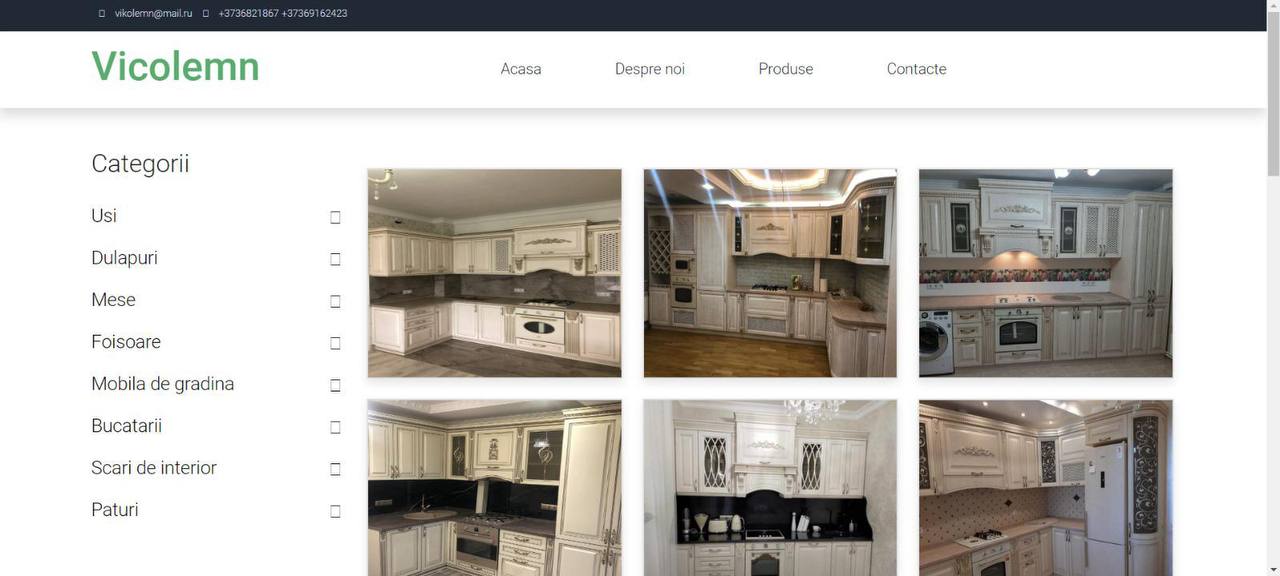 vikolemn@mail.ru +3736821867 +37369162423
Vicolemn
Acasa Despre noi Produse Contacte
Categorii
Usi
Dulapuri
Mese
Foisoare
Mobila de gradina
Bucatarii
Scari de interior
Paturi